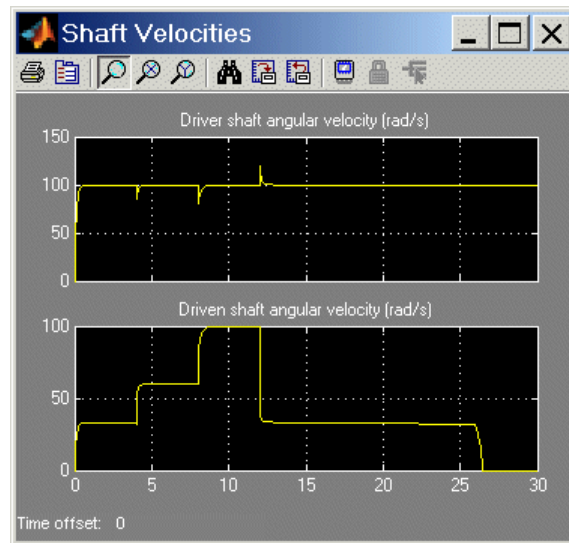 Shaft Velocities
Driver shaft angular velocity (rad/s)
150
100
50
0
Driven shaft angular velocity (rad/s)
100
50
0
0 5 10 15 20 25 30
Time offset: 0